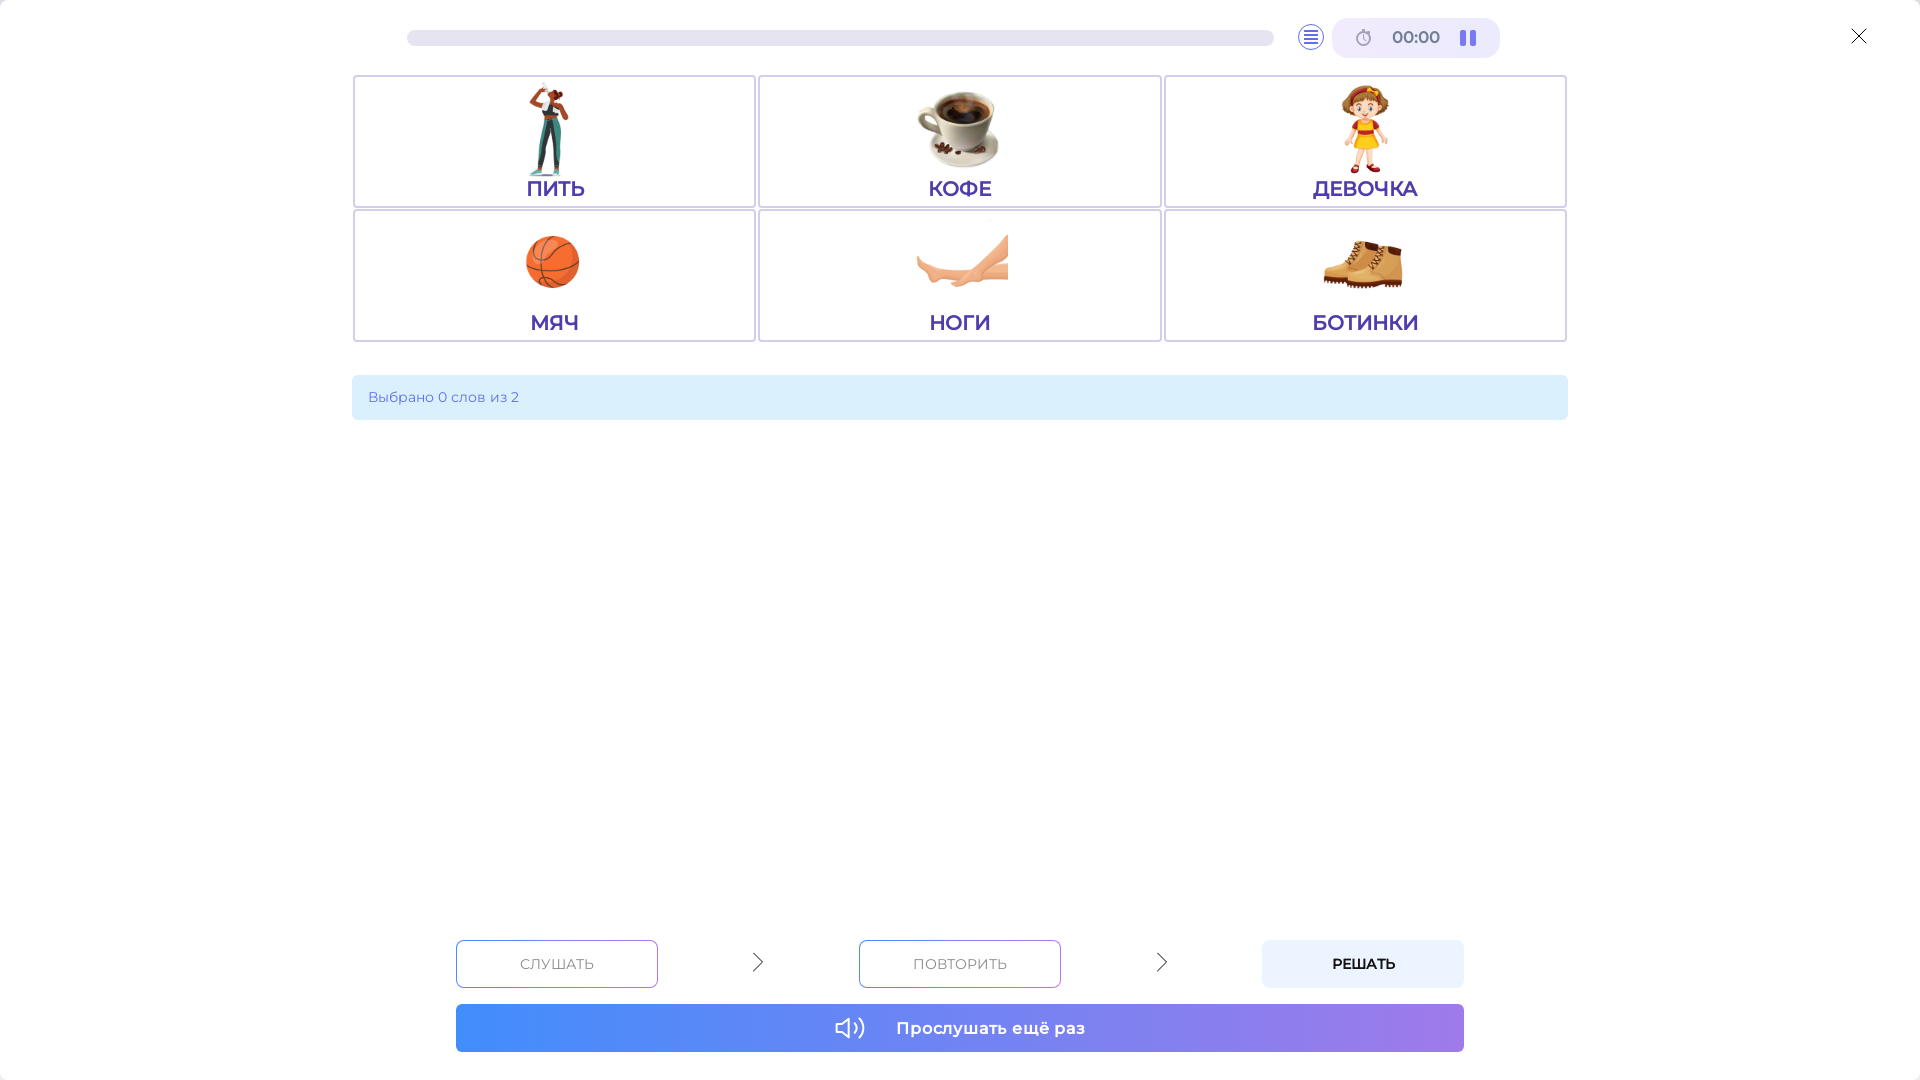 00:00
ПИТЬ
КОФЕ
ДЕВОЧКА
МЯЧ
НОГИ
БОТИНКИ
Выбрано 0 слов из 2
СЛУШАТЬ
ПОВТОРИТЬ
РЕШАТЬ
Прослушать ещё раз